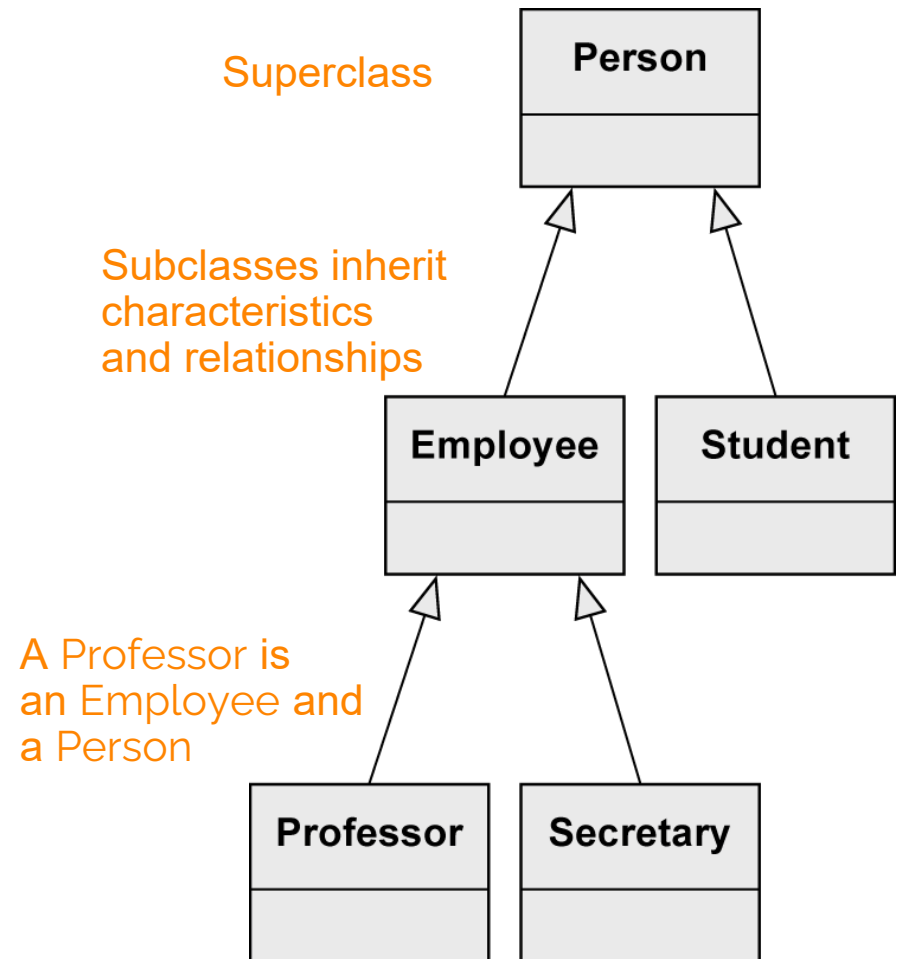 Superclass
Person
Subclasses inherit
characteristics
and relationships
Employee
Student
A Professor is
an Employee and
a Person
Professor
Secretary